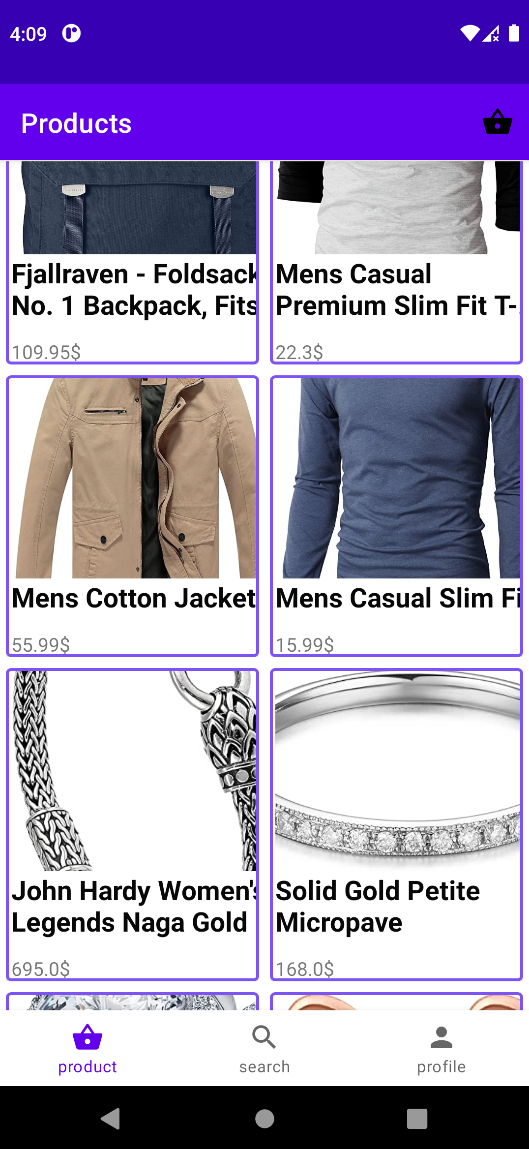 4:09
Products
Fjallraven - Foldsack
No. 1 Backpack, Fits
109.95$
Mens Casual
Premium Slim Fit T-
22.3$
Mens Cotton Jacket
55.99$
Mens Casual Slim Fi
15.99$
John Hardy Women's
Legends Naga Gold
695.0$
Solid Gold Petite
Micropave
168.0$
product
search
profile